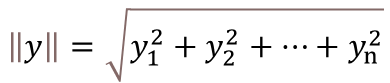 ‖y‖ = √(y₁² + y₂² + ⋯ + yₙ²)